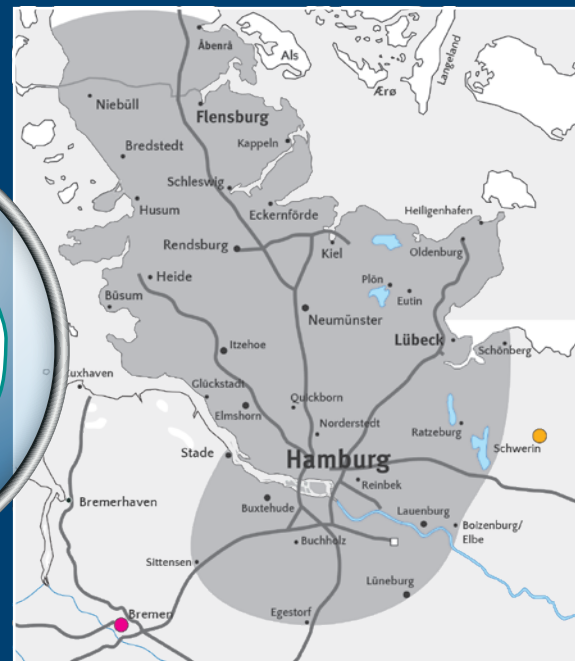 Åbenrå
Als
Langeland
Ærø
Niebüll
Flensburg
Bredstedt
Kappeln
Schleswig
Husum
Eckernförde
Heiligenhafen
Rendsburg
Kiel
Oldenburg
Heide
Plön
Eutin
Büsum
Neumünster
Lübeck
Itzehoe
Schönberg
uxhaven
Glückstadt
Quickborn
Elmshorn
Norderstedt
Ratzeburg
Stade
Hamburg
Schwerin
Reinbek
Bremerhaven
Buxtehude
Lauenburg
Boizenburg/
Elbe
Buchholz
Sittensen
Lüneburg
Bremen
Egestorf